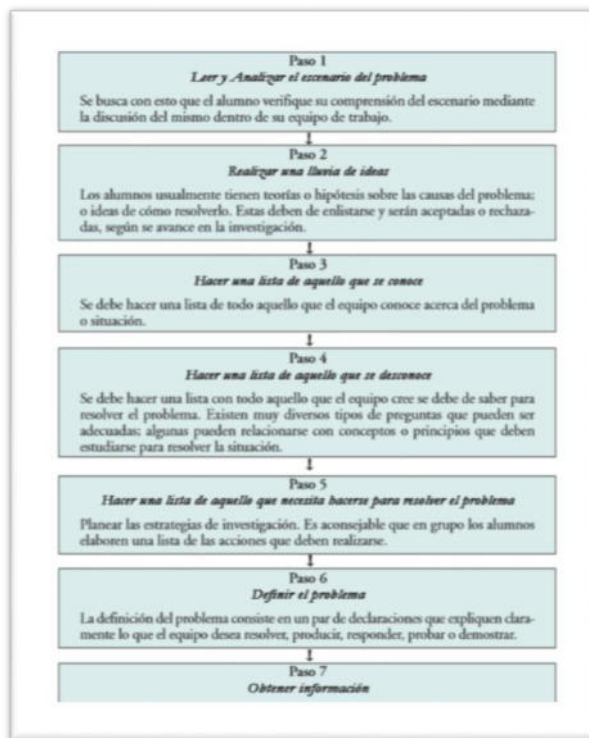 Paso 1
Leer y Analizar el escenario del problema
Se busca con esto que el alumno verifique su comprensión del escenario mediante
la discusión del mismo dentro de su equipo de trabajo.
Paso 2
Realizar una lluvia de ideas
Los alumnos usualmente tienen teorías o hipótesis sobre las causas del problema;
o ideas de cómo resolverlo. Estas deben de enlistarse y serán aceptadas o rechaza-
das, según se avance en la investigación.
Paso 3
Hacer una lista de aquello que se conoce
Se debe hacer una lista de todo aquello que el equipo conoce acerca del problema
o situación.
Paso 4
Hacer una lista de aquello que se desconoce
Se debe hacer una lista con todo aquello que el equipo cree se debe de saber para
resolver el problema. Existen muy diversos tipos de preguntas que pueden ser
adecuadas; algunas pueden relacionarse con conceptos o principios que deben
estudiarse para resolver la situación.
Paso 5
Hacer una lista de aquello que necesita hacerse para resolver el problema
Planear las estrategias de investigación. Es aconsejable que en grupo los alumnos
elaboren una lista de las acciones que deben realizarse.
Paso 6
Definir el problema
La definición del problema consiste en un par de declaraciones que expliquen clara-
mente lo que el equipo desea resolver, producir, responder, probar o demostrar.
Paso 7
Obtener información